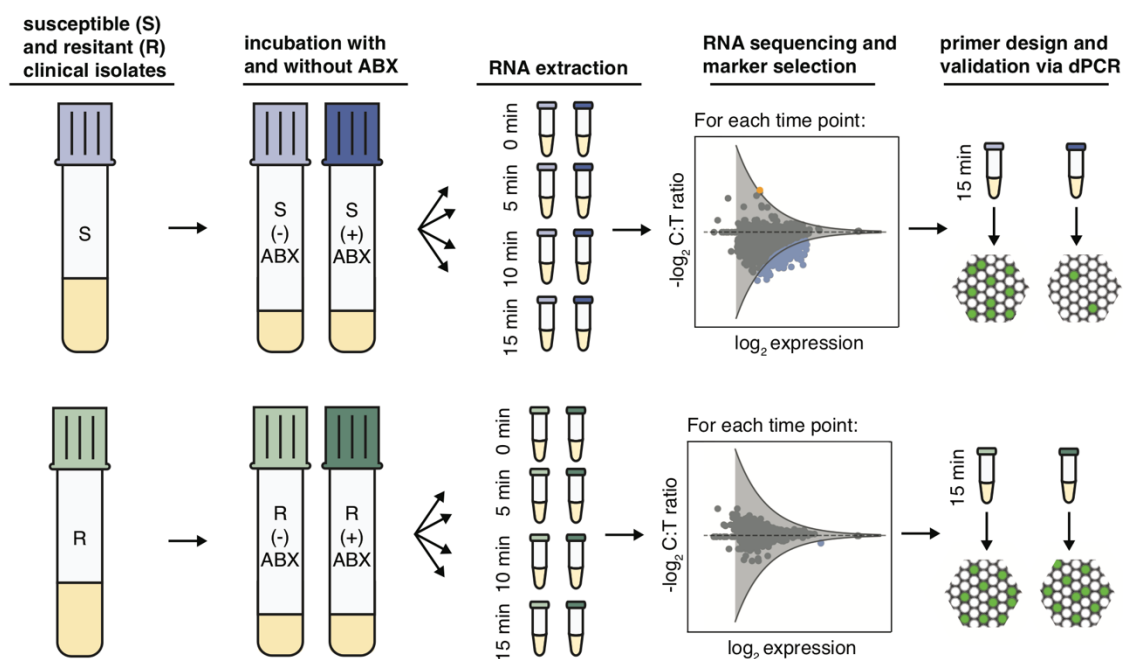 susceptible (S)
and resitant (R)
clinical isolates
incubation with
and without ABX
RNA extraction
RNA sequencing and
marker selection
primer design and
validation via dPCR
S
S
(-)
ABX
S
(+)
ABX
0 min
5 min
10 min
15 min
For each time point:
-log2 C:T ratio
log2 expression
15 min
R
R
(-)
ABX
R
(+)
ABX
0 min
5 min
10 min
15 min
For each time point:
-log2 C:T ratio
log2 expression
15 min